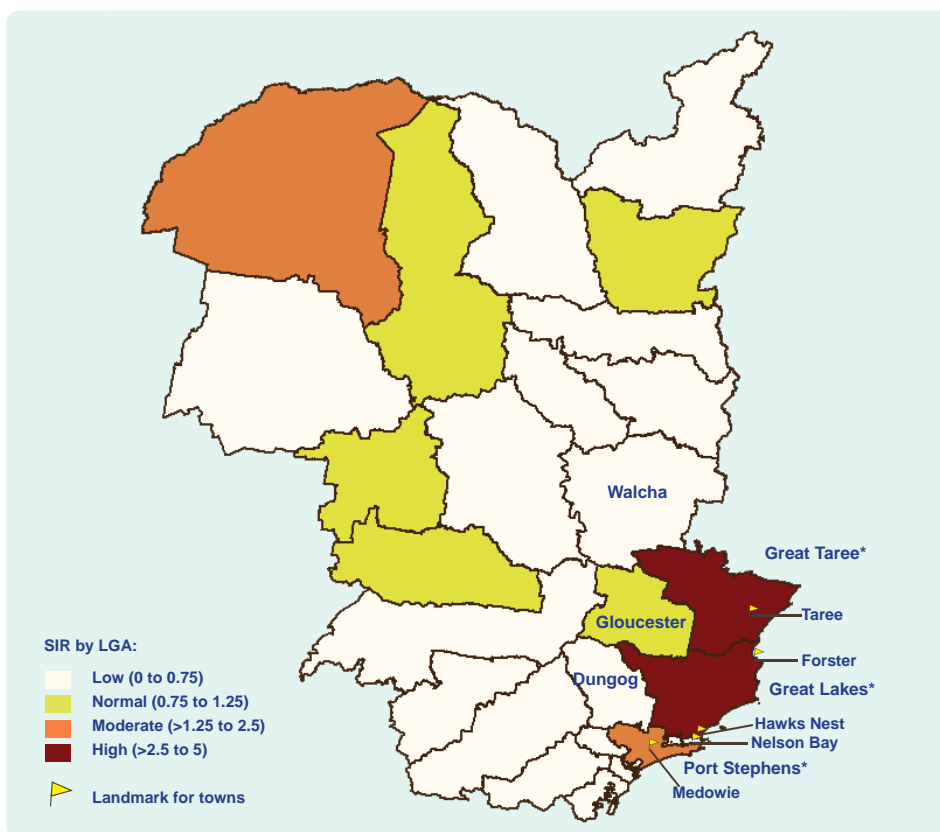 Walcha
Great Taree*
Taree
Gloucester
Forster
Dungog
Great Lakes*
Hawks Nest
Nelson Bay
Port Stephens*
Medowie
SIR by LGA:
Low (0 to 0.75)
Normal (0.75 to 1.25)
Moderate (>1.25 to 2.5)
High (>2.5 to 5)
Landmark for towns